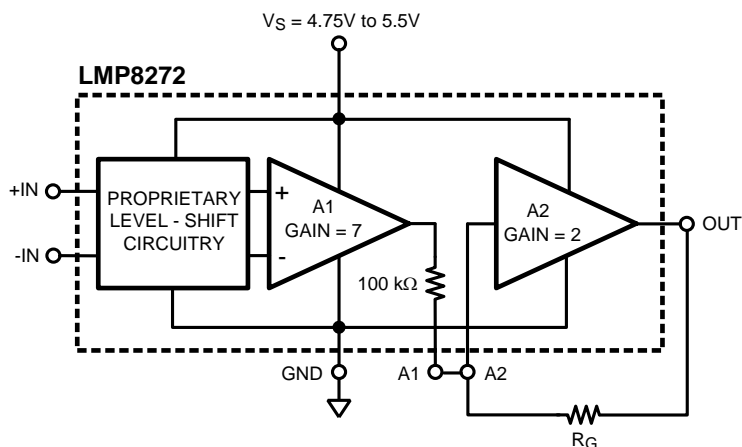 VS = 4.75V to 5.5V
LMP8272
+IN
-IN
PROPRIETARY
LEVEL - SHIFT
CIRCUITRY
+
-
A1
GAIN = 7
100 kΩ
A2
GAIN = 2
OUT
GND
A1
A2
RG